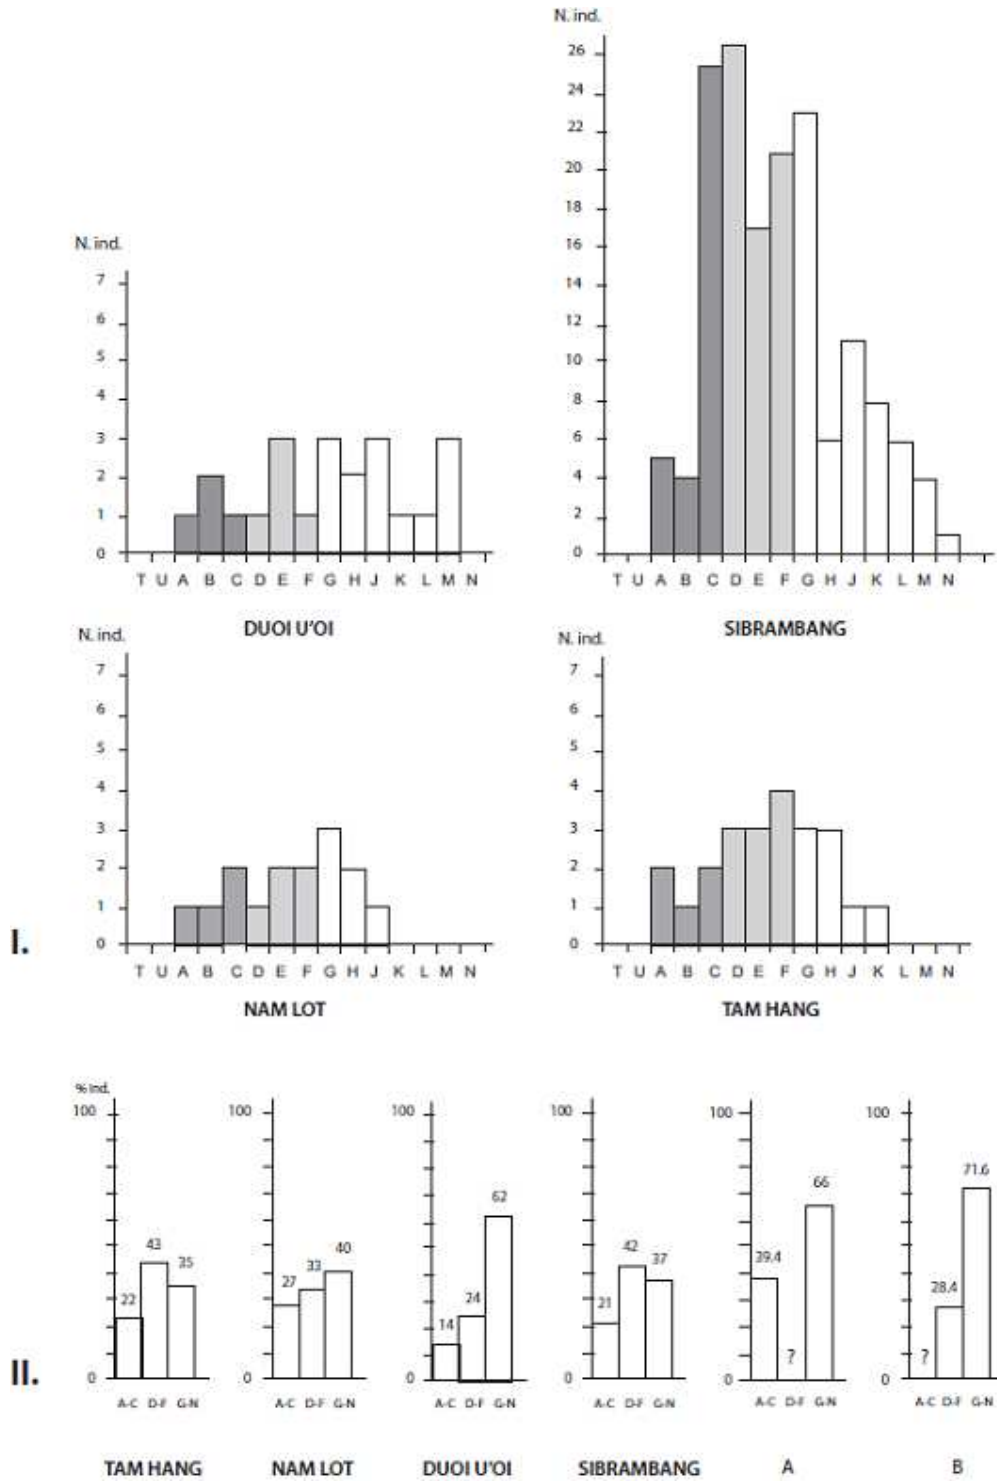 N. ind.
26
24
22
20
18
16
14
12
10
8
6
4
2
0
T U A B C D E F G H J K L M N
SIBRAMBANG
N. ind.
7
6
5
4
3
2
1
0
T U A B C D E F G H J K L M N
DUOI U'OI
N. ind.
7
6
5
4
3
2
1
0
T U A B C D E F G H J K L M N
NAM LOT
N. ind.
7
6
5
4
3
2
1
0
T U A B C D E F G H J K L M N
TAM HANG
I.
% Ind.
100
22
43
35
0
A-C D-F G-N
TAM HANG
100
27
33
40
0
A-C D-F G-N
NAM LOT
100
14
24
62
0
A-C D-F G-N
DUOI U'OI
100
21
42
37
0
A-C D-F G-N
SIBRAMBANG
100
39.4
?
66
0
A-C D-F G-N
A
100
?
28.4
71.6
0
A-C D-F G-N
B
II.